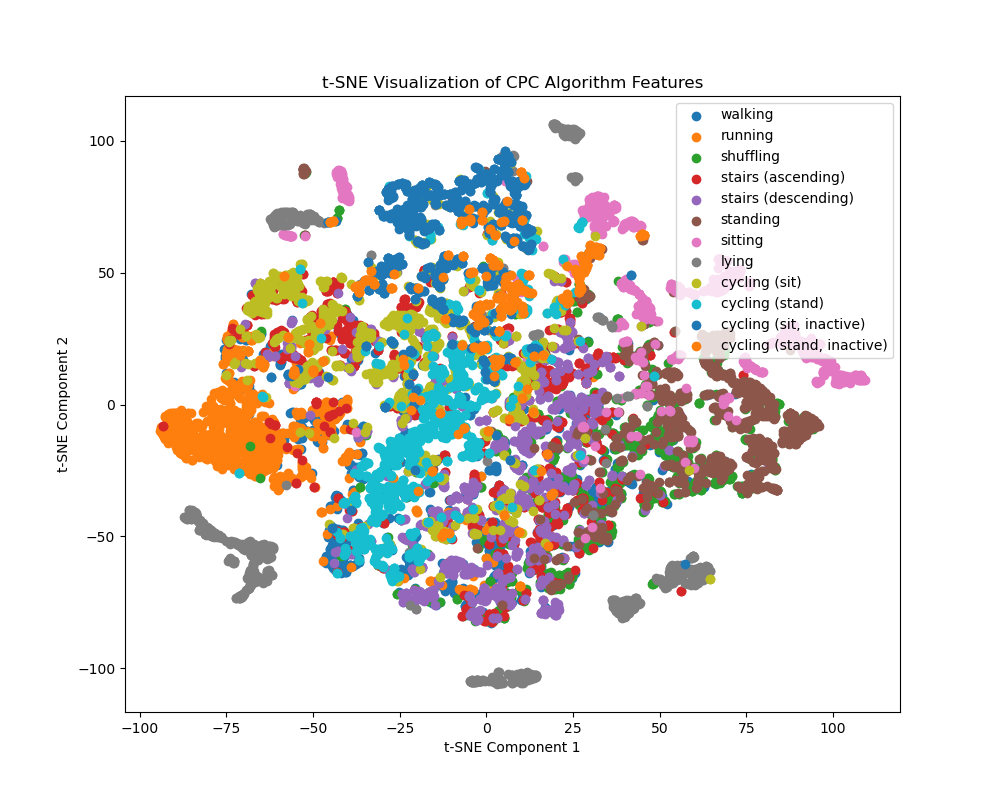 t-SNE Visualization of CPC Algorithm Features
walking
running
shuffling
stairs (ascending)
stairs (descending)
standing
sitting
lying
cycling (sit)
cycling (stand)
cycling (sit, inactive)
cycling (stand, inactive)
t-SNE Component 2
100
50
0
−50
−100
−100
−75
−50
−25
0
25
50
75
100
t-SNE Component 1